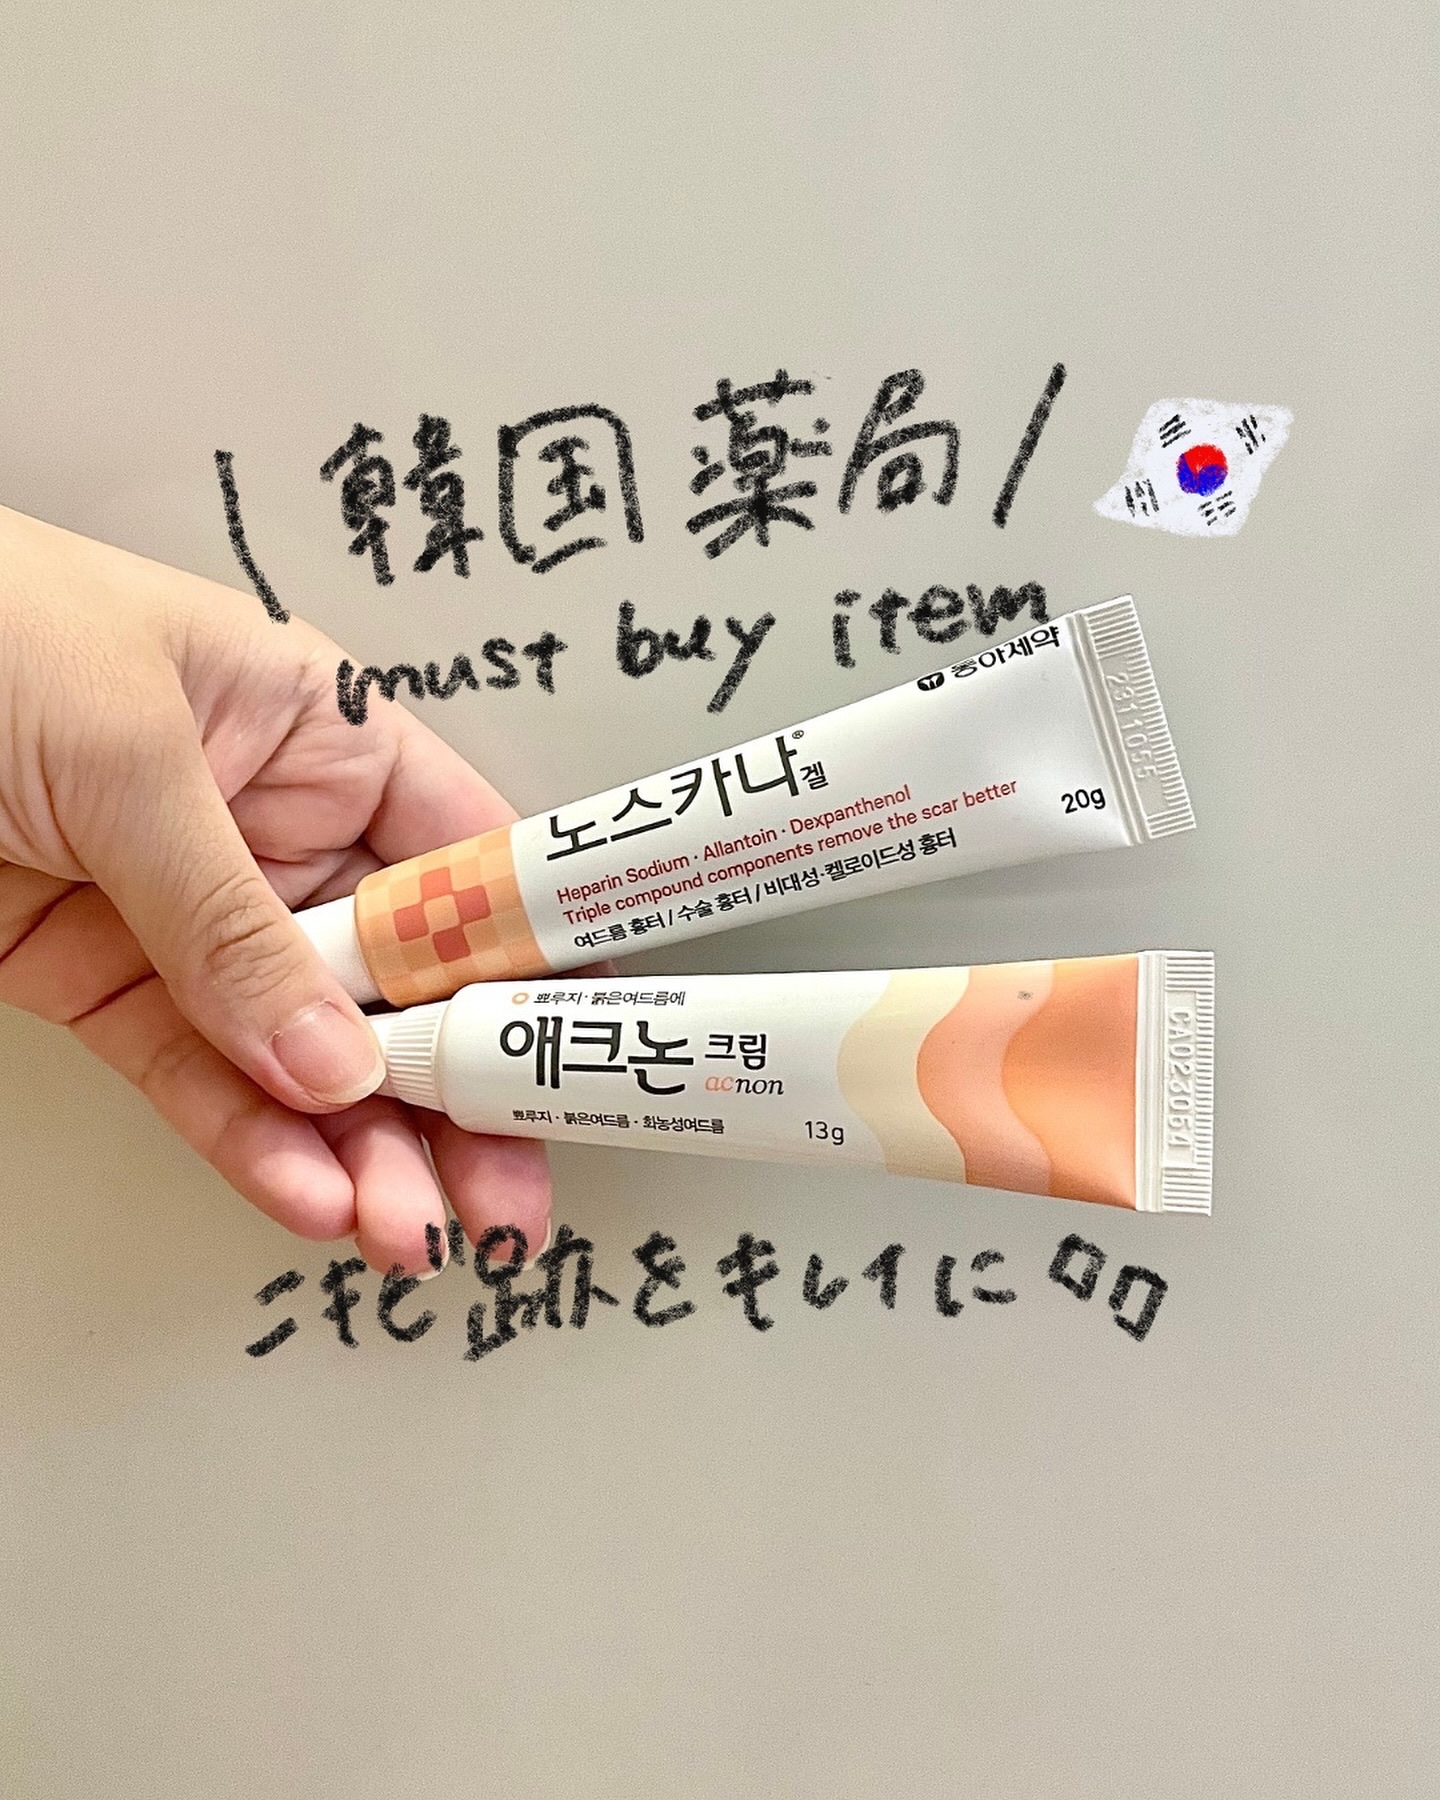 \ 韓国薬局 /
must buy item
동아제약
노스카나® 겔
Heparin Sodium · Allantoin · Dexpanthenol
Triple compound components remove the scar better
여드름 흉터 / 수술 흉터 / 비대성·켈로이드성 흉터
20g
2311055
뾰루지·붉은여드름에
애크논 크림
acnon
뾰루지 · 붉은여드름 · 화농성여드름
13g
CA023064
ニキビ跡をキレイに